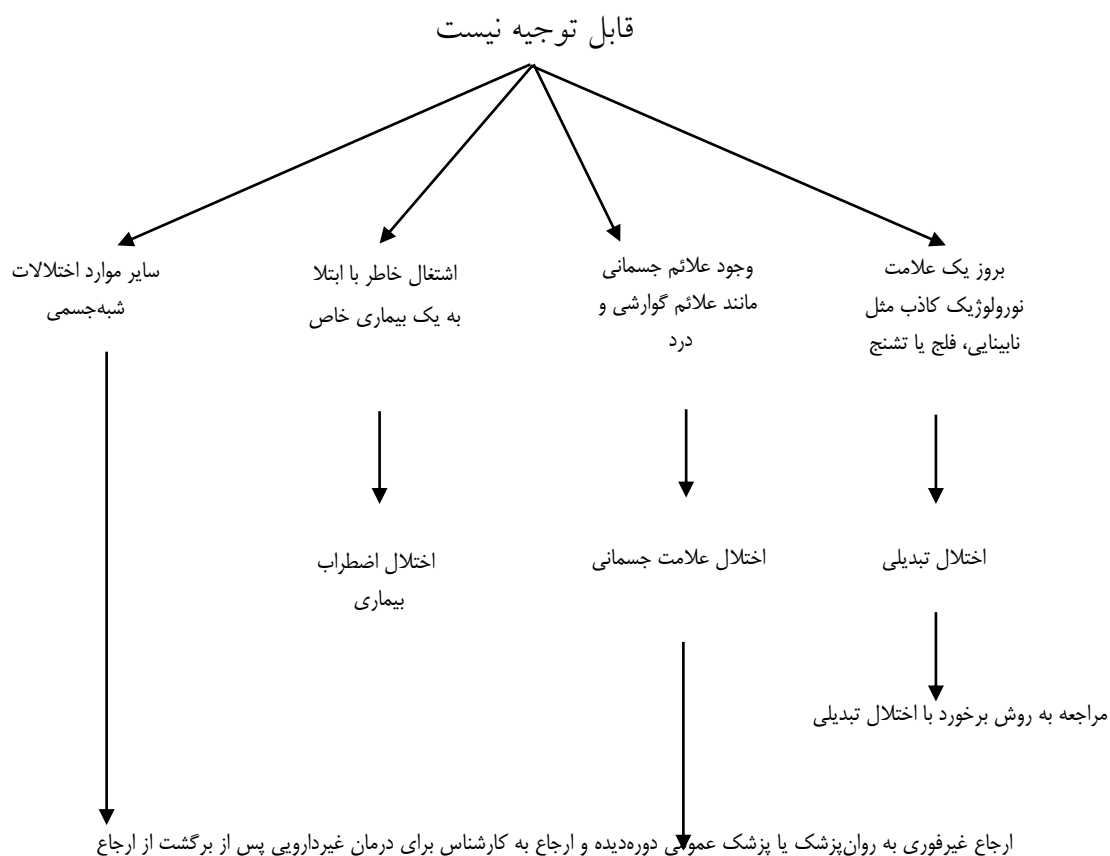 قابل توجیه نیست
بروز یک علامت
نورولوژیک کاذب مثل
نابینایی، فلج یا تشنج
وجود علائم جسمانی
مانند علائم گوارشی و
درد
اشتغال خاطر با ابتلا
به یک بیماری خاص
سایر موارد اختلالات
شبه‌جسمی
اختلال تبدیلی
اختلال علامت جسمانی
اختلال اضطراب
بیماری
مراجعه به روش برخورد با اختلال تبدیلی
ارجاع غیرفوری به روان‌پزشک یا پزشک عمومی دوره‌دیده و ارجاع به کارشناس برای درمان غیردارویی پس از برگشت از ارجاع